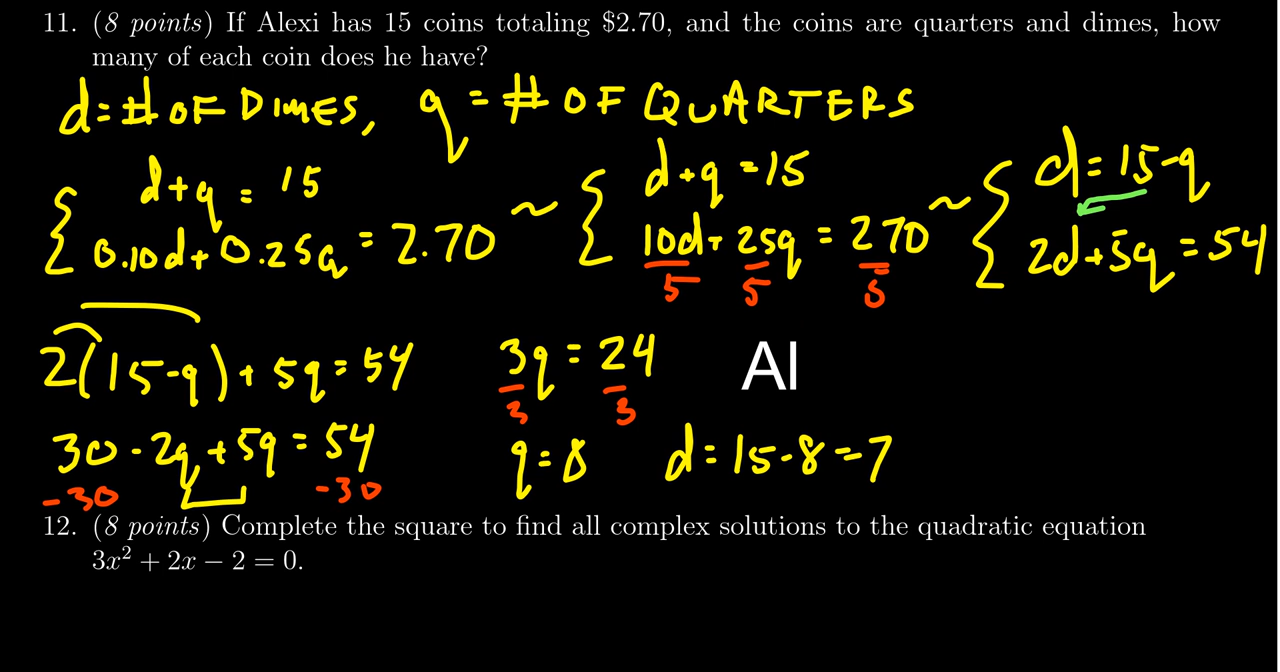 11. (8 points) If Alexi has 15 coins totaling $2.70, and the coins are quarters and dimes, how
many of each coin does he have?
d = # OF DIMES, q = # OF QUARTERS
{ d+q = 15 ~ { d+q = 15 ~ { d = 15-q
0.10d + 0.25q = 2.70 10d + 25q = 270 2d+5q = 54
5 5 5
2(15-q) + 5q = 54 3q = 24 AI
3 3
30 - 2q + 5q = 54 q = 8 d = 15-8 = 7
-30 -30
12. (8 points) Complete the square to find all complex solutions to the quadratic equation
3x² + 2x − 2 = 0.